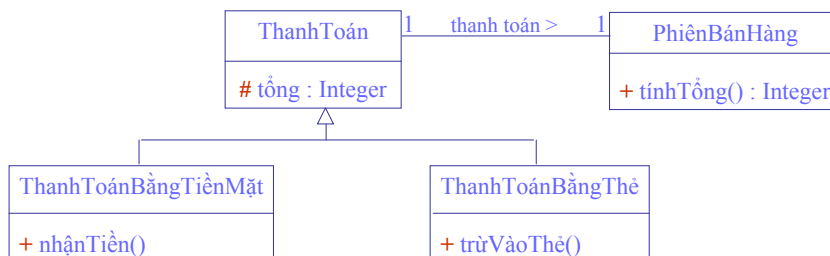 ThanhToán
1 thanh toán > 1
PhiênBánHàng
# tổng : Integer
+ tínhTổng() : Integer
ThanhToánBằngTiềnMặt
ThanhToánBằngThẻ
+ nhậnTiền()
+ trừVàoThẻ()